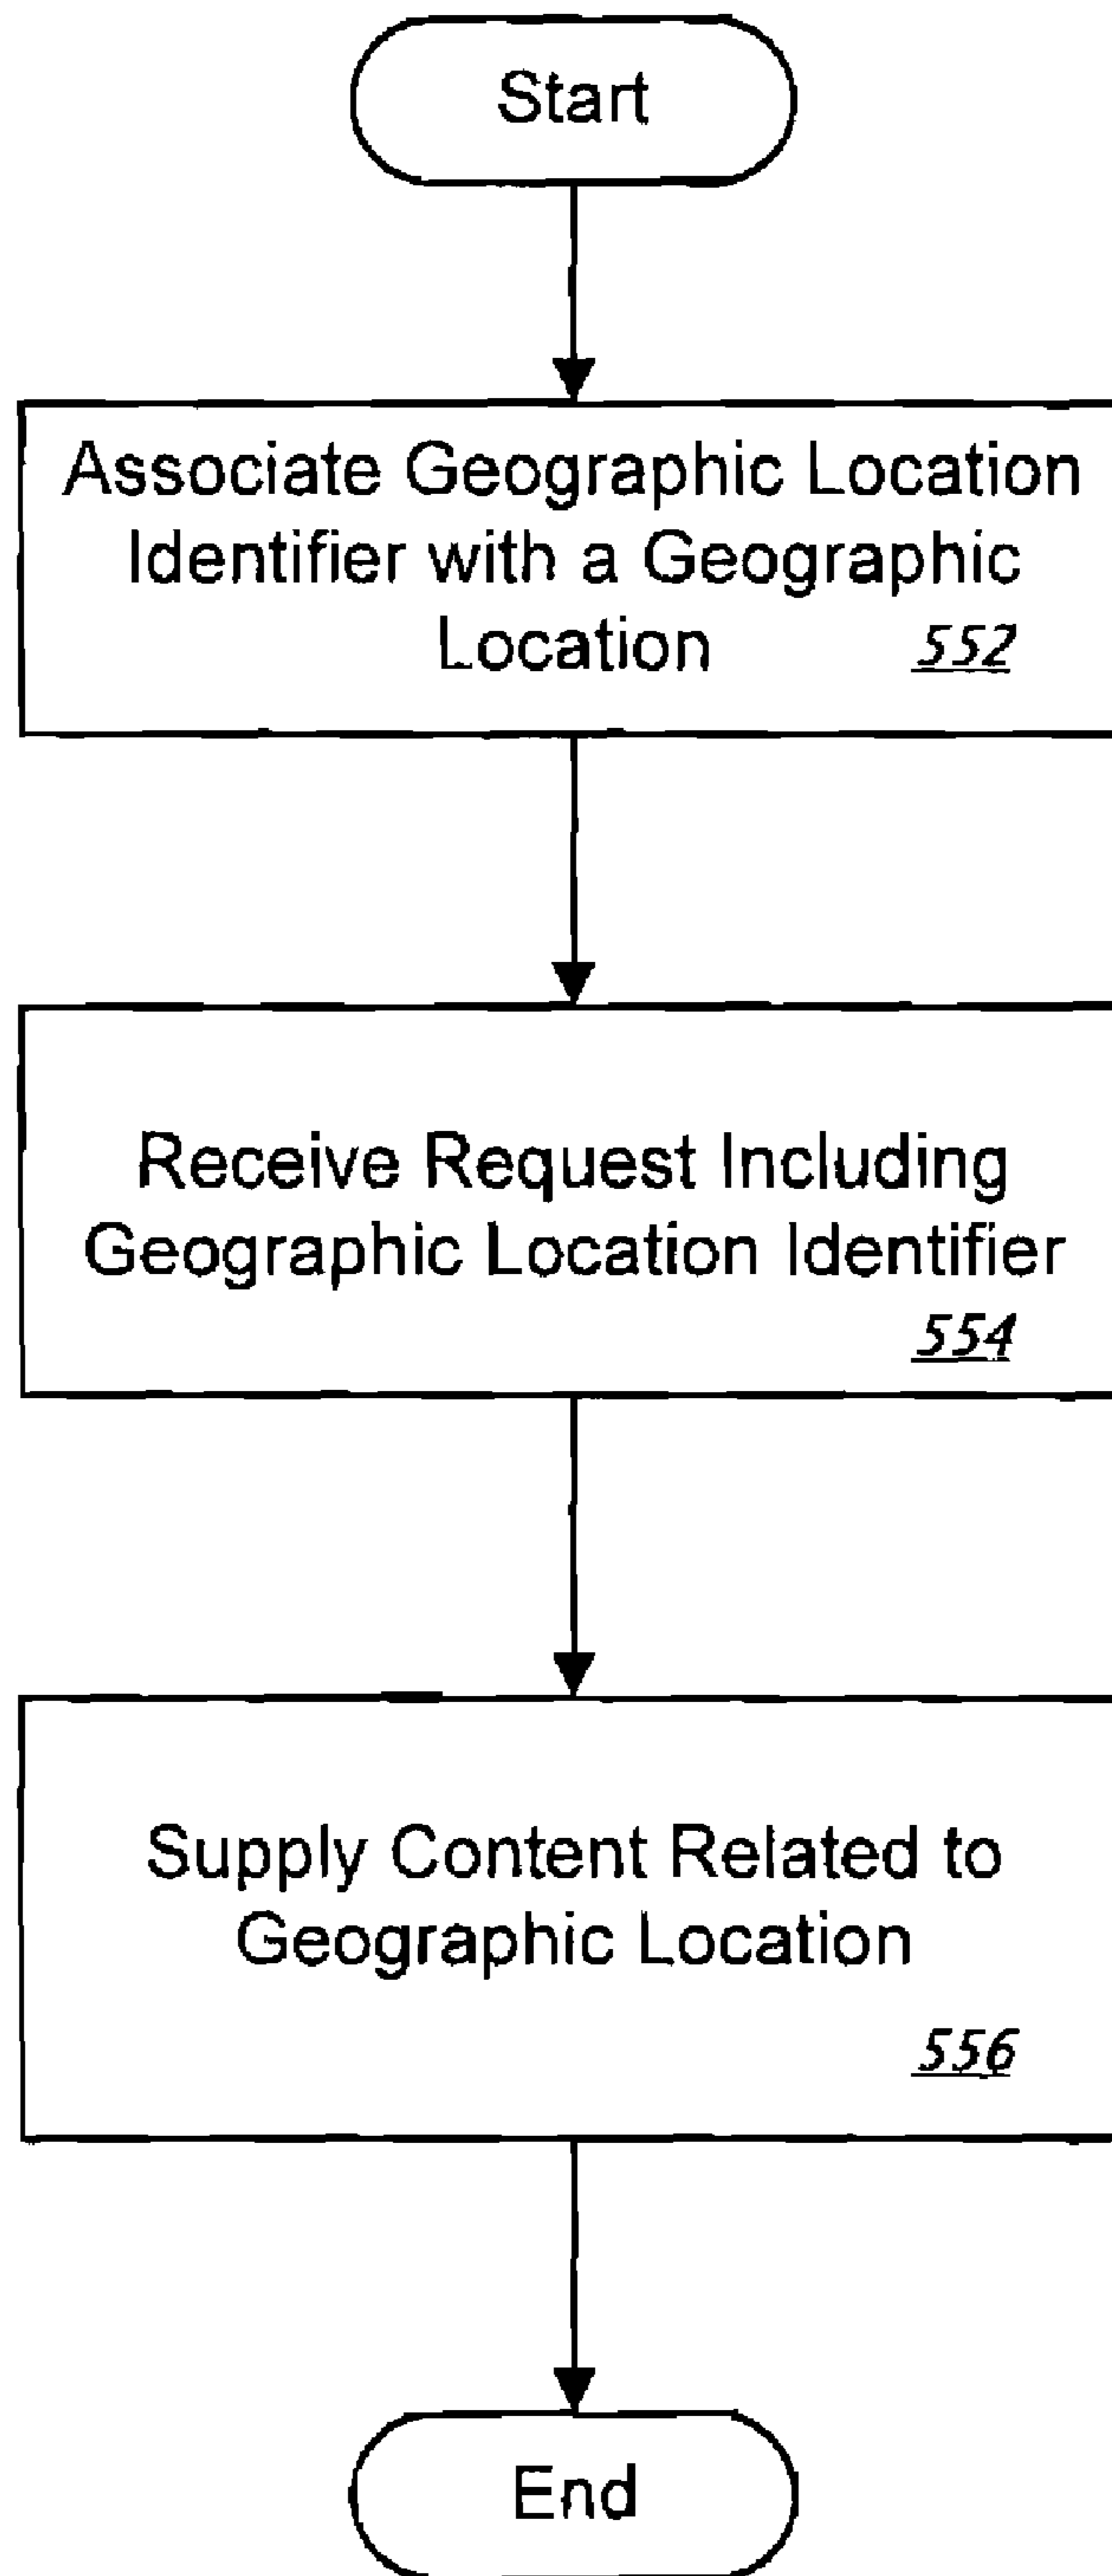 Start
Associate Geographic Location
Identifier with a Geographic
Location 552
Receive Request Including
Geographic Location Identifier
554
Supply Content Related to
Geographic Location
556
End